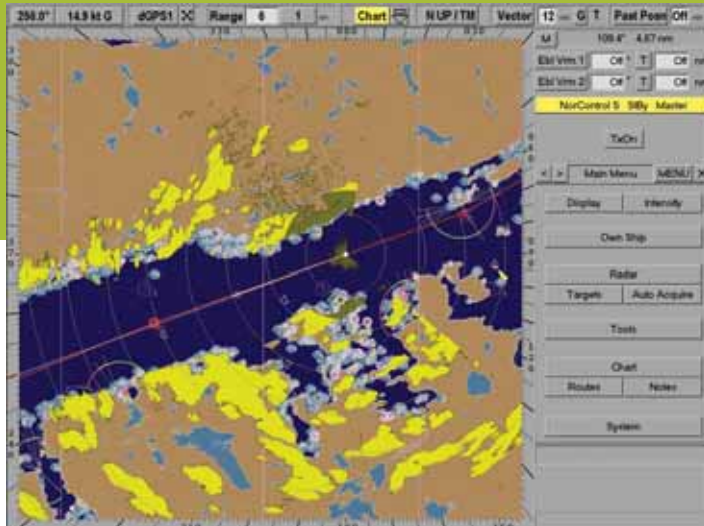 250.0° 14.9 kt G dGPS1 Range 6 1 Chart N UP / TM Vector 12 G T Past Posn Off
M 109.4° 4.67 nm
Ebl Vrm 1 Off ° T Off
Ebl Vrm 2 Off ° T Off
NorControl S StBy Master
TxOn
< > Main Menu MENU X
Display Intensity
Own Ship
Radar
Targets Auto Acquire
Tools
Chart
Routes Notes
System